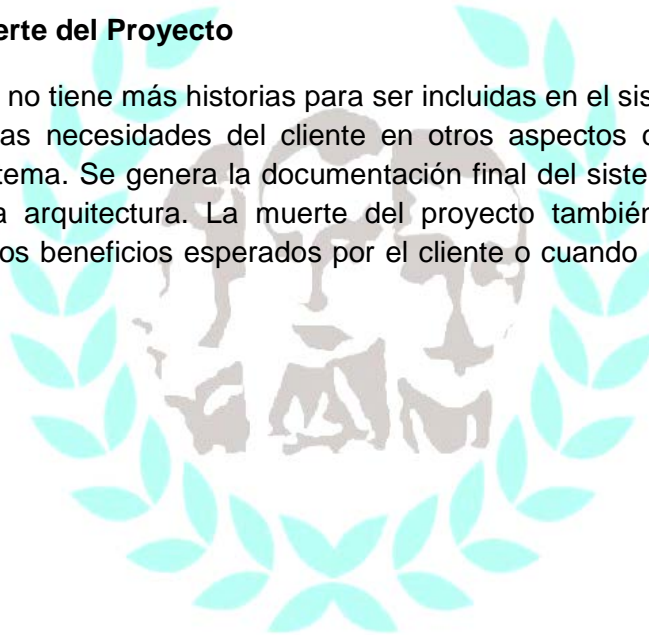 erte del Proyecto
no tiene más historias para ser incluidas en el sis
as necesidades del cliente en otros aspectos
tema. Se genera la documentación final del siste
a arquitectura. La muerte del proyecto también
os beneficios esperados por el cliente o cuando